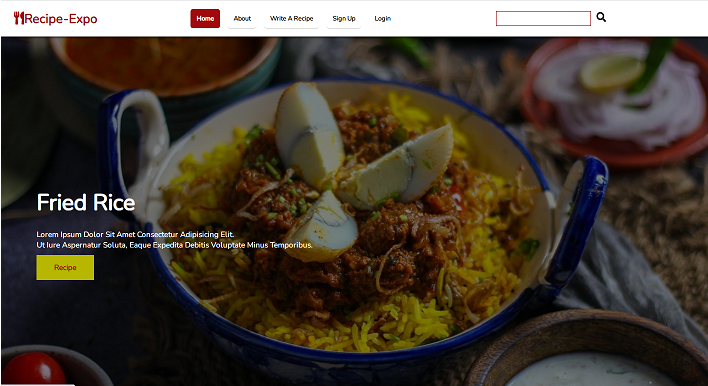 Recipe-Expo
Home
About
Write A Recipe
Sign Up
Login
Fried Rice
Lorem Ipsum Dolor Sit Amet Consectetur Adipisicing Elit.
Ut Iure Aspernatur Soluta, Eaque Expedita Debitis Voluptate Minus Temporibus.
Recipe